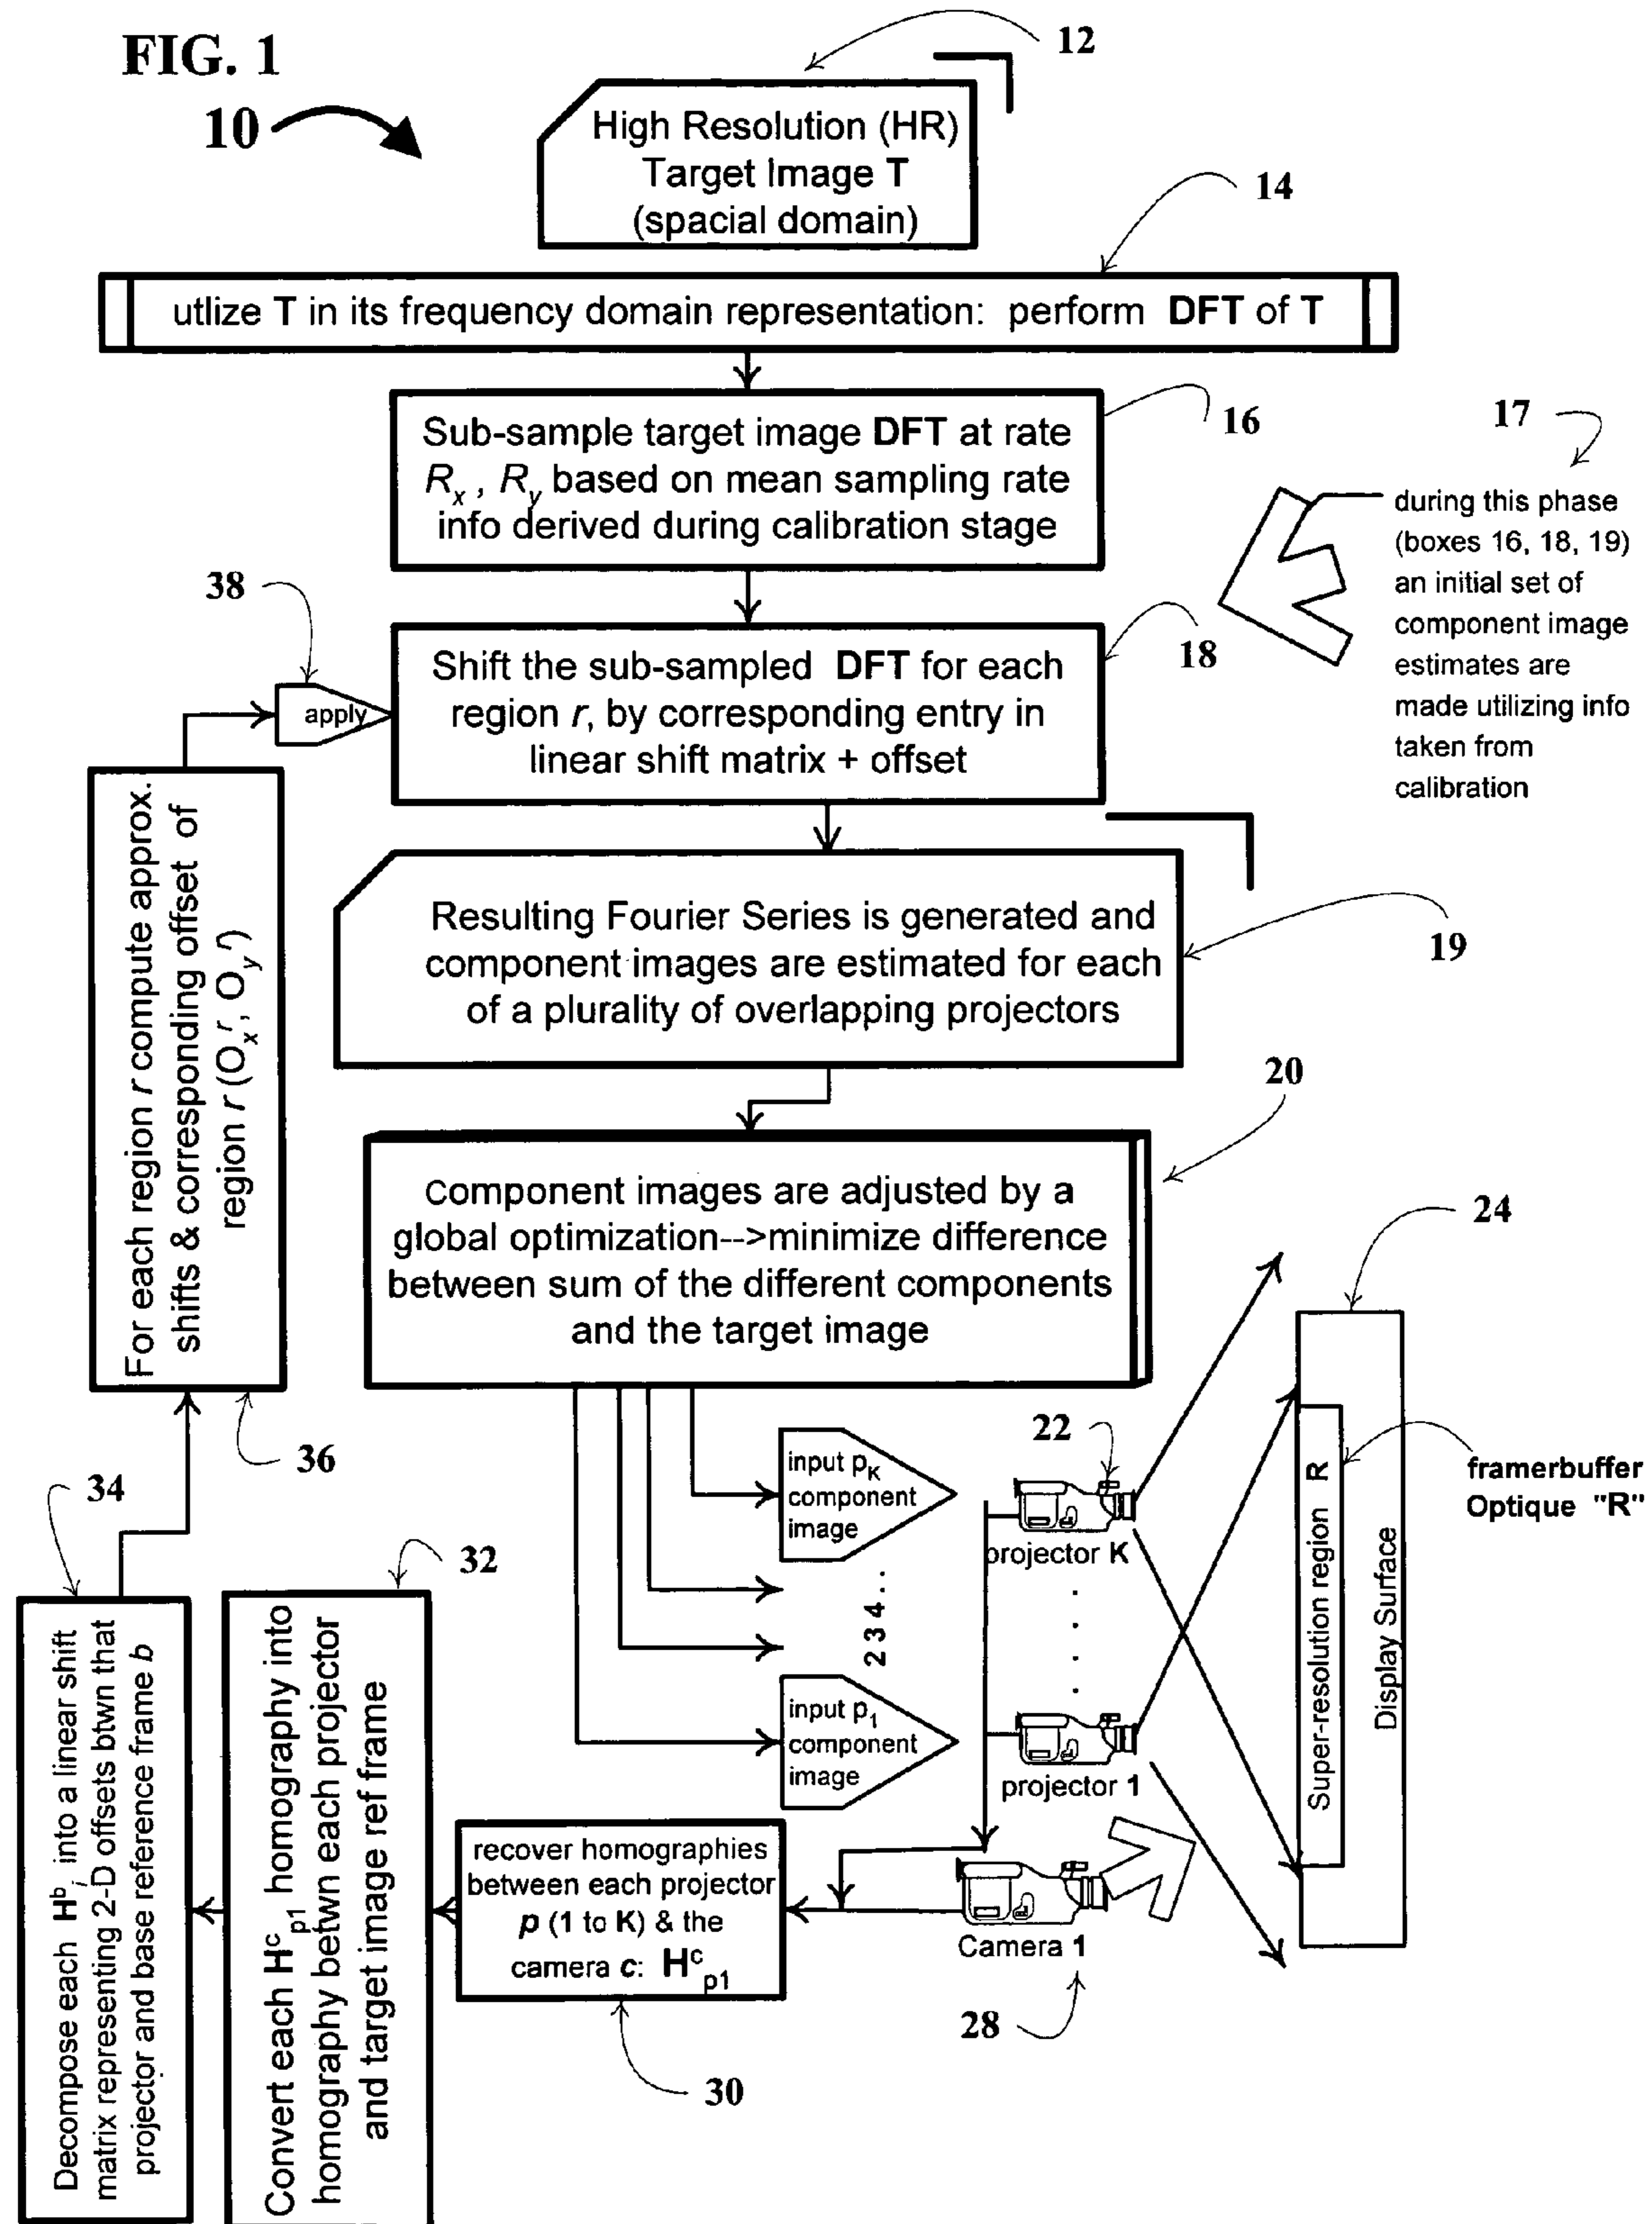 FIG. 1
10
12
High Resolution (HR)
Target Image T
(spacial domain)
14
utlize T in its frequency domain representation: perform DFT of T
16
Sub-sample target image DFT at rate
Rx , Ry based on mean sampling rate
info derived during calibration stage
17
during this phase
(boxes 16, 18, 19)
an initial set of
component image
estimates are
made utilizing info
taken from
calibration
38
apply
18
Shift the sub-sampled DFT for each
region r, by corresponding entry in
linear shift matrix + offset
For each region r compute approx.
shifts & corresponding offset of
region r (Ox^r, Oy^r)
36
19
Resulting Fourier Series is generated and
component images are estimated for each
of a plurality of overlapping projectors
20
Component images are adjusted by a
global optimization-->minimize difference
between sum of the different components
and the target image
24
22
input pK
component
image
projector K
2 3 4 . . .
. . . . .
input p1
component
image
projector 1
Super-resolution region R
Display Surface
framerbuffer
Optique "R"
Camera 1
28
recover homographies
between each projector
p (1 to K) & the
camera c: H^c p1
30
32
Convert each H^c p1 homography into
homography betwn each projector
and target image ref frame
34
Decompose each H^b i into a linear shift
matrix representing 2-D offsets btwn that
projector and base reference frame b